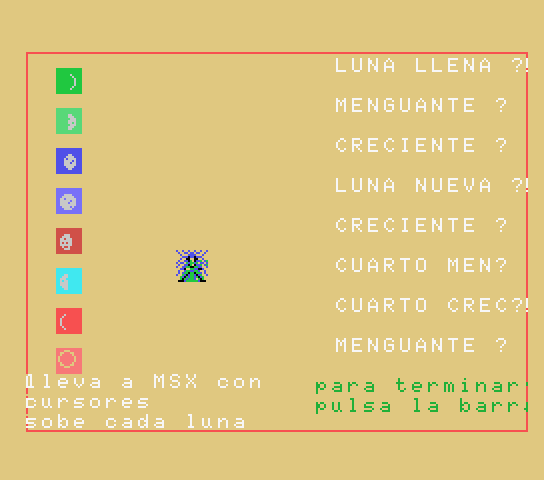 LUNA LLENA ?!
MENGUANTE ?
CRECIENTE ?
LUNA NUEVA ?!
CRECIENTE ?
CUARTO MEN?
CUARTO CREC?!
MENGUANTE ?
lleva a MSX con
cursores
sobe cada luna
para terminar
pulsa la barra